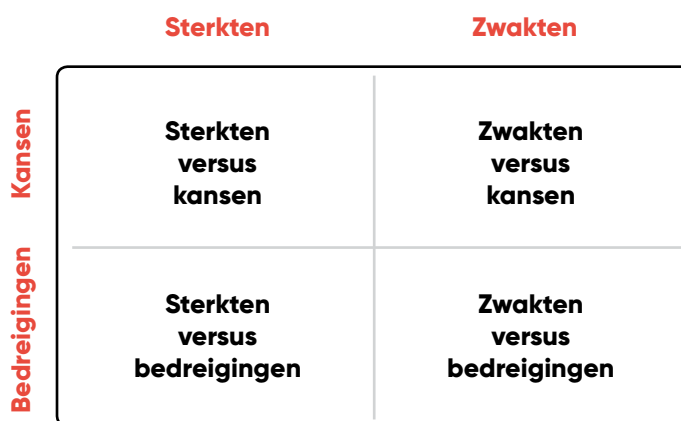 Sterkten
Zwakten
Kansen
Sterkten
versus
kansen
Zwakten
versus
kansen
Bedreigingen
Sterkten
versus
bedreigingen
Zwakten
versus
bedreigingen